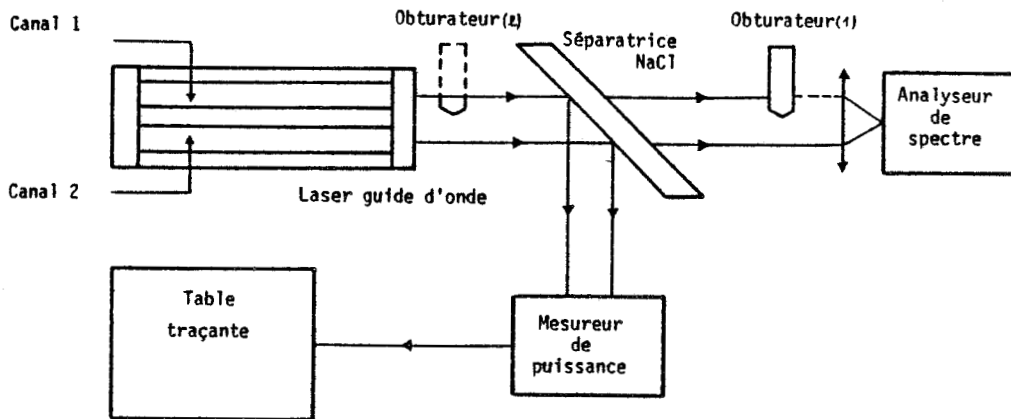 Canal 1
Obturateur(2)
Obturateur(1)
Séparatrice
NaCl
Analyseur
de
spectre
Canal 2
Laser guide d'onde
Table
traçante
Mesureur
de
puissance